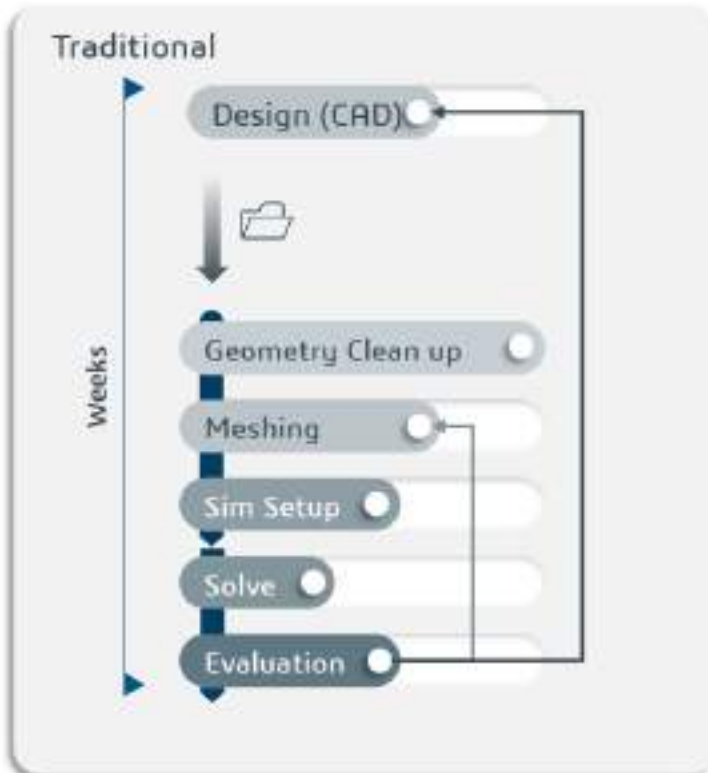 Traditional
Design (CAD)
Weeks
Geometry Clean up
Meshing
Sim Setup
Solve
Evaluation